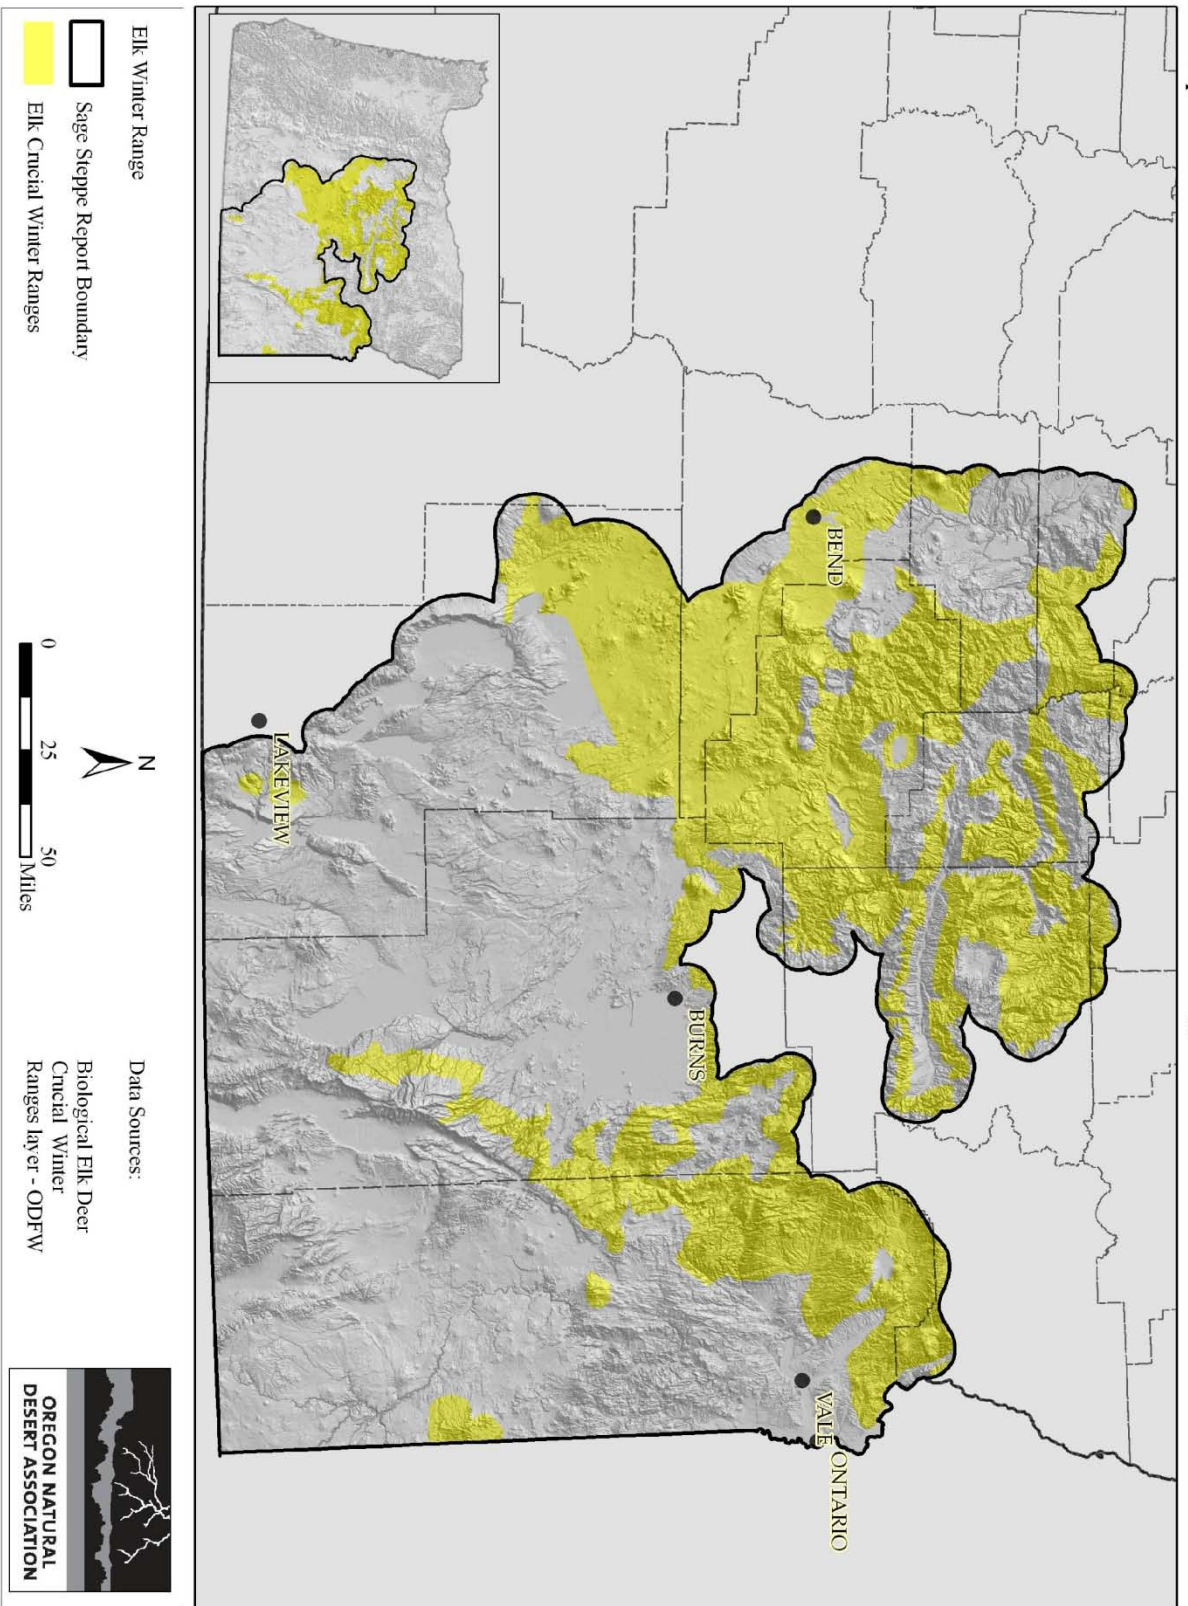 BEND
BURNS
VALE
ONTARIO
LAKEVIEW
Elk Winter Range
Sage Steppe Report Boundary
Elk Crucial Winter Ranges
N
0 25 50
Miles
Data Sources:
Biological Elk Deer
Crucial Winter
Ranges layer - ODFW
OREGON NATURAL
DESERT ASSOCIATION